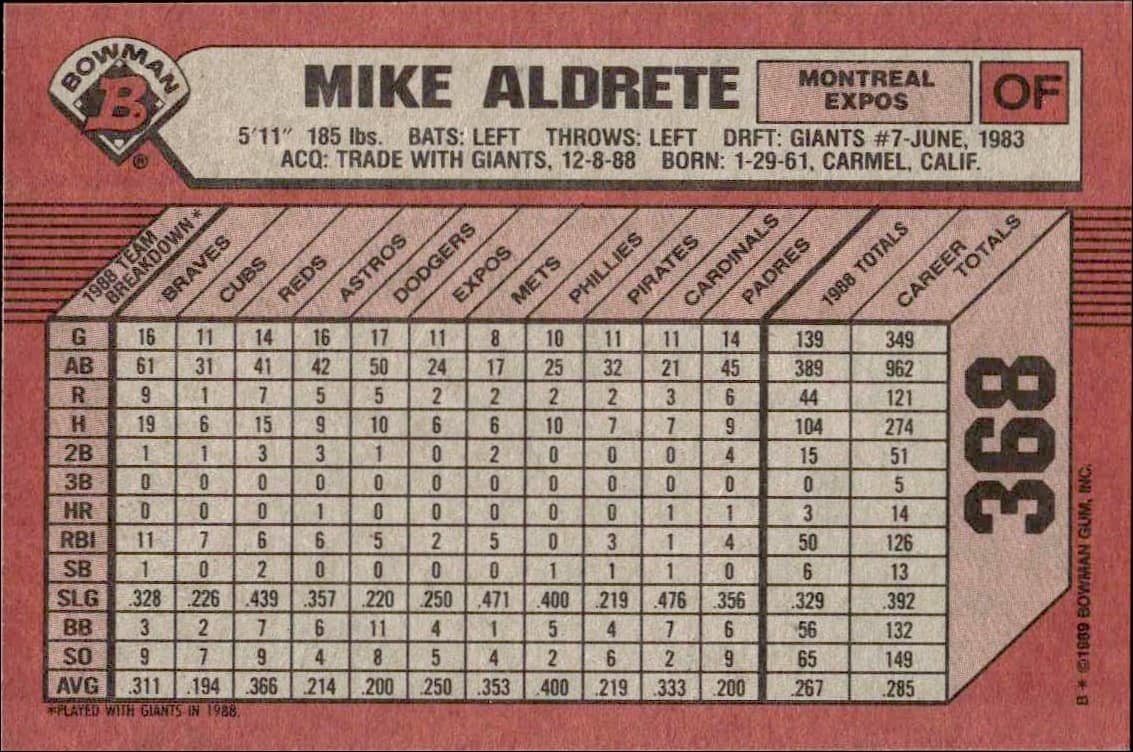 BOWMAN
B
®
MIKE ALDRETE
MONTREAL
EXPOS
OF
5'11" 185 lbs. BATS: LEFT THROWS: LEFT DRFT: GIANTS #7-JUNE, 1983
ACQ: TRADE WITH GIANTS, 12-8-88 BORN: 1-29-61, CARMEL, CALIF.
1988 TEAM BREAKDOWN* BRAVES CUBS REDS ASTROS DODGERS EXPOS METS PHILLIES PIRATES CARDINALS PADRES 1988 TOTALS CAREER TOTALS
G 16 11 14 16 17 11 8 10 11 11 14 139 349
AB 61 31 41 42 50 24 17 25 32 21 45 389 962
R 9 1 7 5 5 2 2 2 2 3 6 44 121
H 19 6 15 9 10 6 6 10 7 7 9 104 274
2B 1 1 3 3 1 0 2 0 0 0 4 15 51
3B 0 0 0 0 0 0 0 0 0 0 0 0 5
HR 0 0 0 1 0 0 0 0 0 1 1 3 14
RBI 11 7 6 6 5 2 5 0 3 1 4 50 126
SB 1 0 2 0 0 0 0 1 1 1 0 6 13
SLG .328 .226 .439 .357 .220 .250 .471 .400 .219 .476 .356 .329 .392
BB 3 2 7 6 11 4 1 5 4 7 6 56 132
SO 9 7 9 4 8 5 4 2 6 2 9 65 149
AVG .311 .194 .366 .214 .200 .250 .353 .400 .219 .333 .200 .267 .285
*PLAYED WITH GIANTS IN 1988.
368
B * ©1989 BOWMAN GUM, INC.